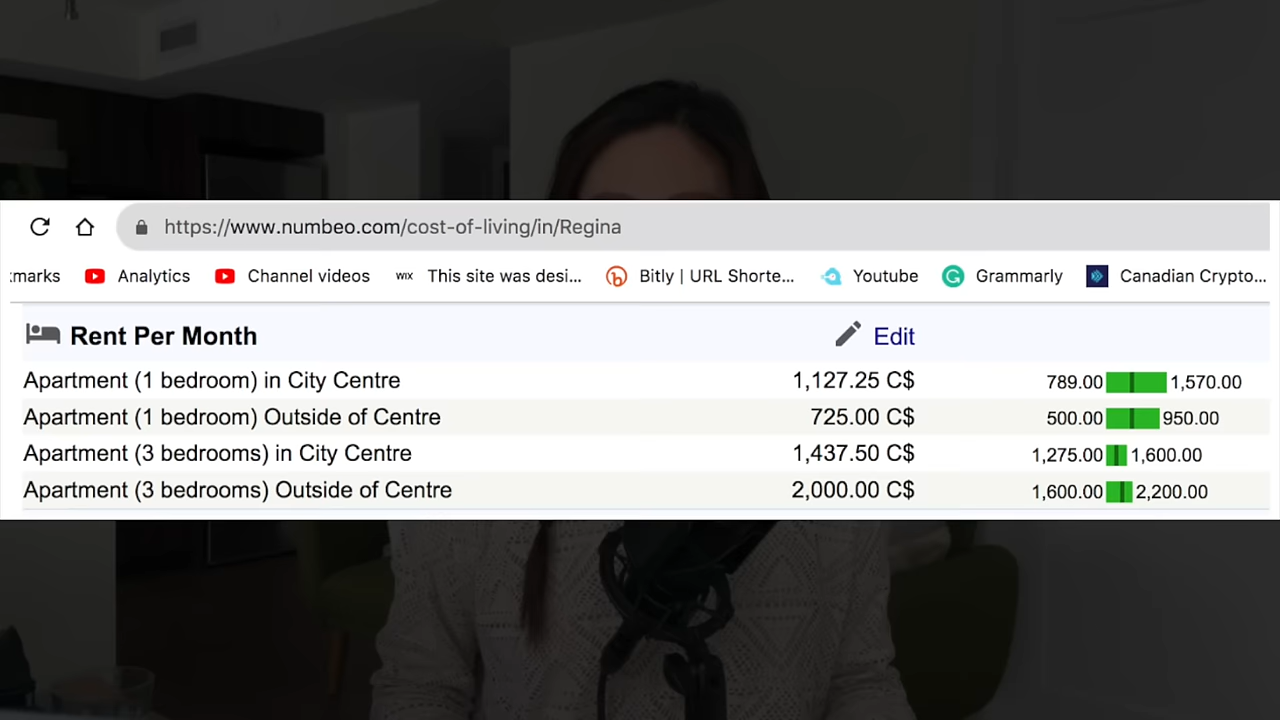 https://www.numbeo.com/cost-of-living/in/Regina
kmarks Analytics Channel videos WIX This site was desi... Bitly | URL Shorte... Youtube Grammarly Canadian Crypto...
Rent Per Month Edit
Apartment (1 bedroom) in City Centre 1,127.25 C$ 789.00 1,570.00
Apartment (1 bedroom) Outside of Centre 725.00 C$ 500.00 950.00
Apartment (3 bedrooms) in City Centre 1,437.50 C$ 1,275.00 1,600.00
Apartment (3 bedrooms) Outside of Centre 2,000.00 C$ 1,600.00 2,200.00